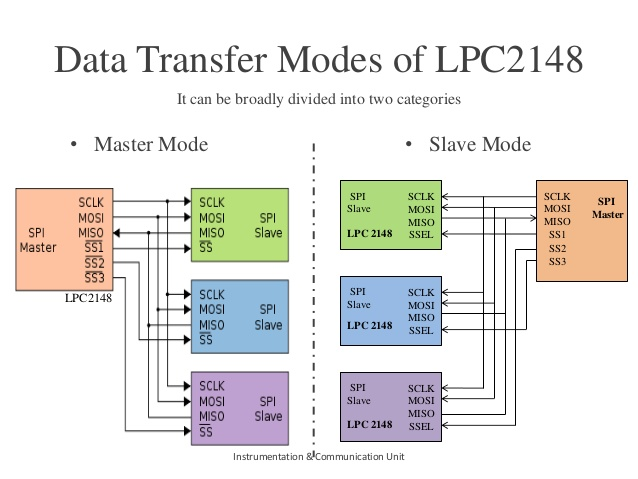 Data Transfer Modes of LPC2148
It can be broadly divided into two categories
• Master Mode
SPI
Master
SCLK
MOSI
MISO
SS1
SS2
SS3
LPC2148
SCLK
MOSI
MISO
SS
SPI
Slave
SCLK
MOSI
MISO
SS
SPI
Slave
SCLK
MOSI
MISO
SS
SPI
Slave
• Slave Mode
SPI
Slave
LPC 2148
SCLK
MOSI
MISO
SSEL
SPI
Slave
LPC 2148
SCLK
MOSI
MISO
SSEL
SPI
Slave
LPC 2148
SCLK
MOSI
MISO
SSEL
SCLK
MOSI
MISO
SS1
SS2
SS3
SPI
Master
Instrumentation & Communication Unit